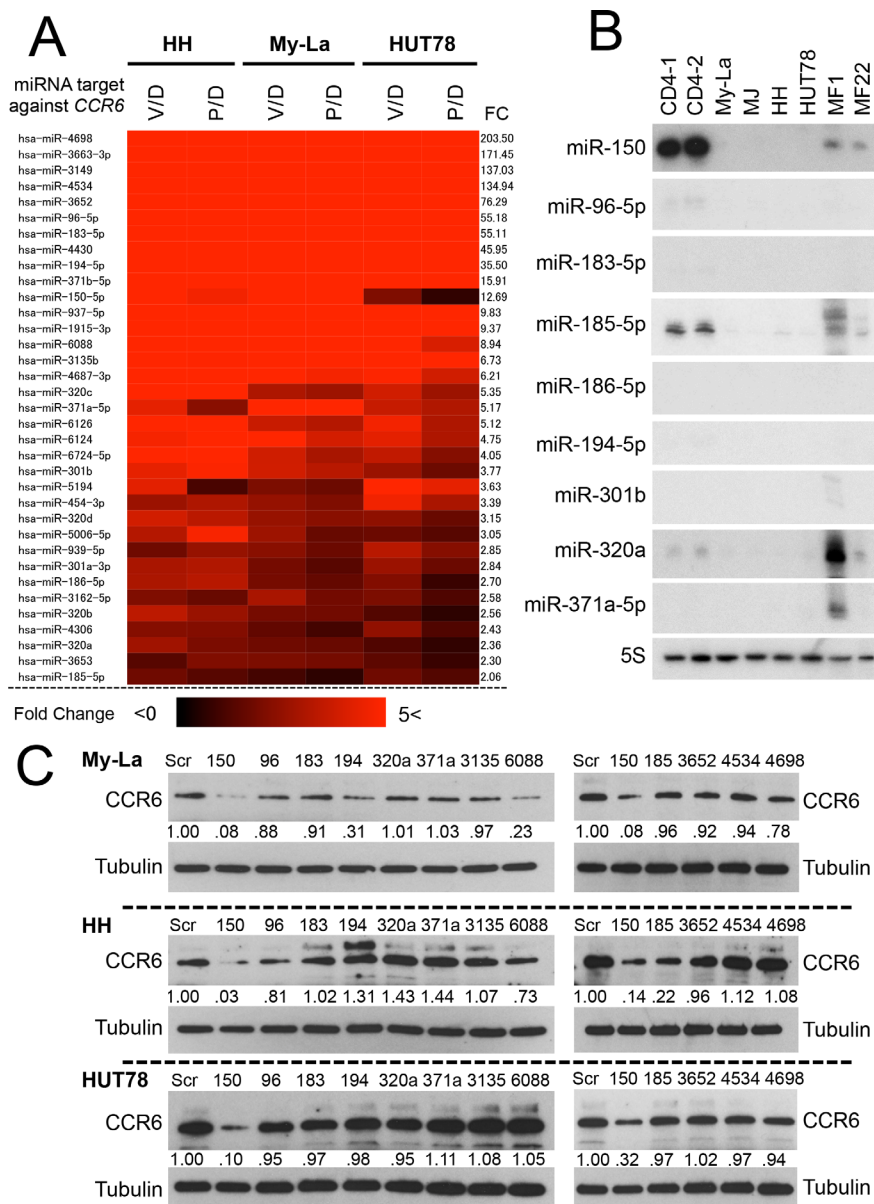 A
HH My-La HUT78
miRNA target against CCR6
V/D P/D V/D P/D V/D P/D FC
hsa-miR-4698 203.50
hsa-miR-3663-3p 171.45
hsa-miR-3149 137.03
hsa-miR-4534 134.94
hsa-miR-3652 76.29
hsa-miR-96-5p 55.18
hsa-miR-183-5p 55.11
hsa-miR-4430 45.95
hsa-miR-194-5p 35.50
hsa-miR-371b-5p 15.91
hsa-miR-150-5p 12.69
hsa-miR-937-5p 9.83
hsa-miR-1915-3p 9.37
hsa-miR-6088 8.94
hsa-miR-3135b 6.73
hsa-miR-4687-3p 6.21
hsa-miR-320c 5.35
hsa-miR-371a-5p 5.17
hsa-miR-6126 5.12
hsa-miR-6124 4.75
hsa-miR-6724-5p 4.05
hsa-miR-301b 3.77
hsa-miR-5194 3.63
hsa-miR-454-3p 3.39
hsa-miR-320d 3.15
hsa-miR-5006-5p 3.05
hsa-miR-939-5p 2.85
hsa-miR-301a-3p 2.84
hsa-miR-186-5p 2.70
hsa-miR-3162-5p 2.58
hsa-miR-320b 2.56
hsa-miR-4306 2.43
hsa-miR-320a 2.36
hsa-miR-3653 2.30
hsa-miR-185-5p 2.06
Fold Change <0 5<
B
CD4-1 CD4-2 My-La MJ HH HUT78 MF1 MF22
miR-150
miR-96-5p
miR-183-5p
miR-185-5p
miR-186-5p
miR-194-5p
miR-301b
miR-320a
miR-371a-5p
5S
C
My-La Scr 150 96 183 194 320a 371a 3135 6088 Scr 150 185 3652 4534 4698
CCR6 CCR6
1.00 .08 .88 .91 .31 1.01 1.03 .97 .23 1.00 .08 .96 .92 .94 .78
Tubulin Tubulin
HH Scr 150 96 183 194 320a 371a 3135 6088 Scr 150 185 3652 4534 4698
CCR6 CCR6
1.00 .03 .81 1.02 1.31 1.43 1.44 1.07 .73 1.00 .14 .22 .96 1.12 1.08
Tubulin Tubulin
HUT78 Scr 150 96 183 194 320a 371a 3135 6088 Scr 150 185 3652 4534 4698
CCR6 CCR6
1.00 .10 .95 .97 .98 .95 1.11 1.08 1.05 1.00 .32 .97 1.02 .97 .94
Tubulin Tubulin